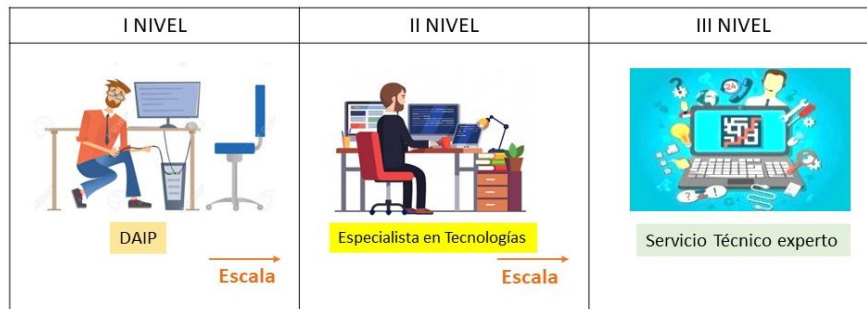 I NIVEL
II NIVEL
III NIVEL
DAIP
Especialista en Tecnologías
Servicio Técnico experto
Escala
Escala